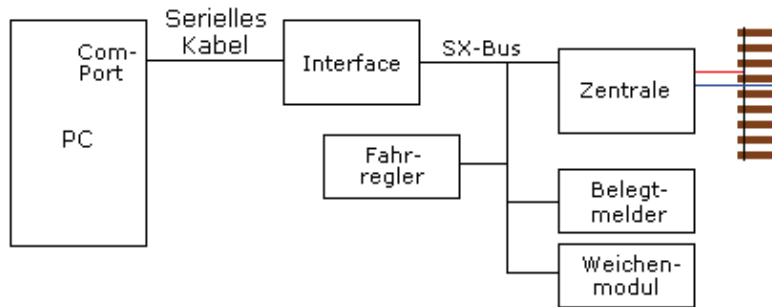 Com-
Port
PC
Serielles
Kabel
Interface
SX-Bus
Zentrale
Fahr-
regler
Belegt-
melder
Weichen-
modul